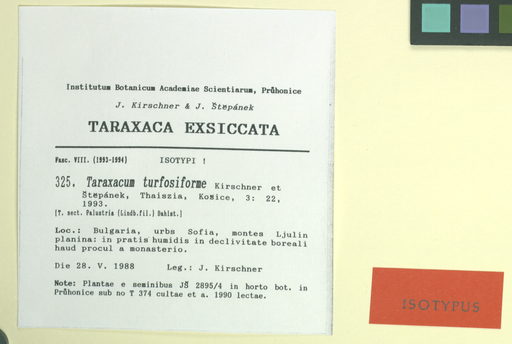 Institutum Botanicum Academiae Scientiarum, Průhonice
J. Kirschner & J. Štěpánek
TARAXACA EXSICCATA
Fasc. VIII. (1993-1994) ISOTYPI !
325. Taraxacum turfosiforme Kirschner et
Štěpánek, Thaiszia, Košice, 3: 22,
1993.
[T. sect. Palustria (Lindb.fil.) Dahlst.]
Loc.: Bulgaria, urbs Sofia, montes Ljulin
planina: in pratis humidis in declivitate boreali
haud procul a monasterio.
Die 28. V. 1988 Leg.: J. Kirschner
Note: Plantae e seminibus JŠ 2895/4 in horto bot. in
Průhonice sub no T 374 cultae et a. 1990 lectae.
ISOTYPUS